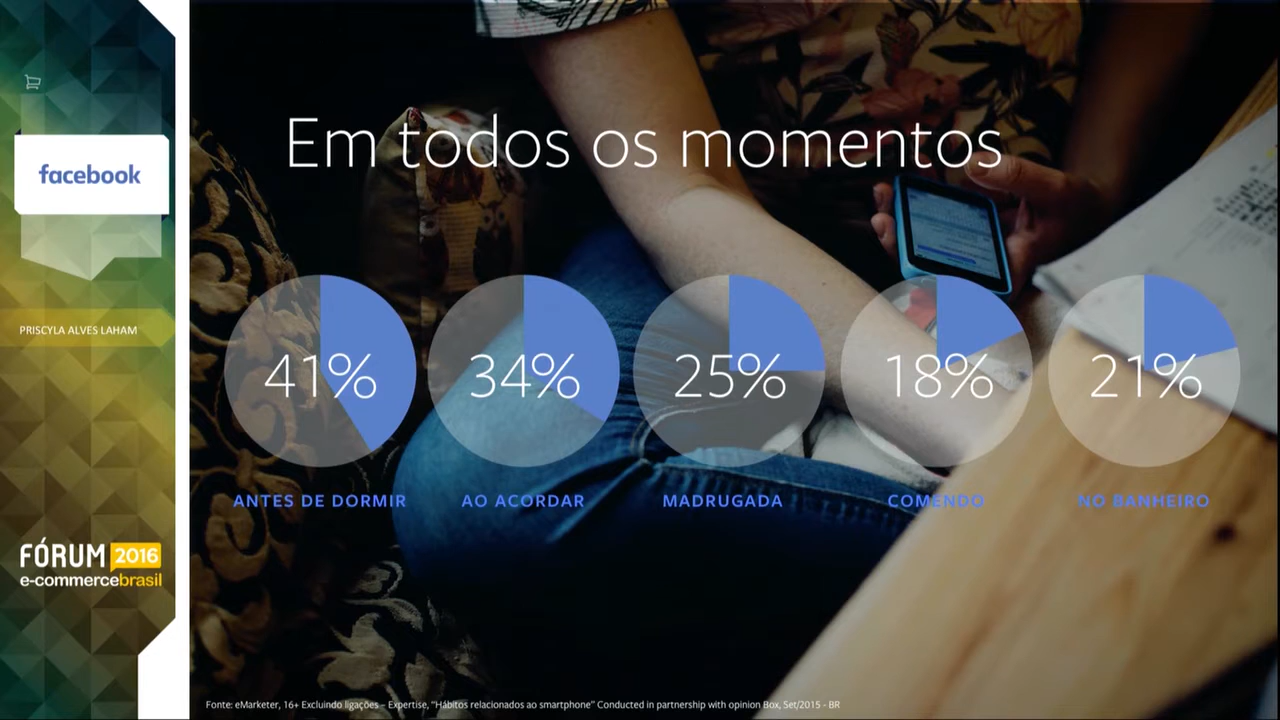 facebook
PRISCYLA ALVES LAHAM
FÓRUM 2016
e-commercebrasil
Em todos os momentos
41% 34% 25% 18% 21%
ANTES DE DORMIR AO ACORDAR MADRUGADA COMENDO NO BANHEIRO
Fonte: eMarketer, 16+ Excluindo ligações – Expertise, "Hábitos relacionados ao smartphone" Conducted in partnership with opinion Box, Set/2015 - BR